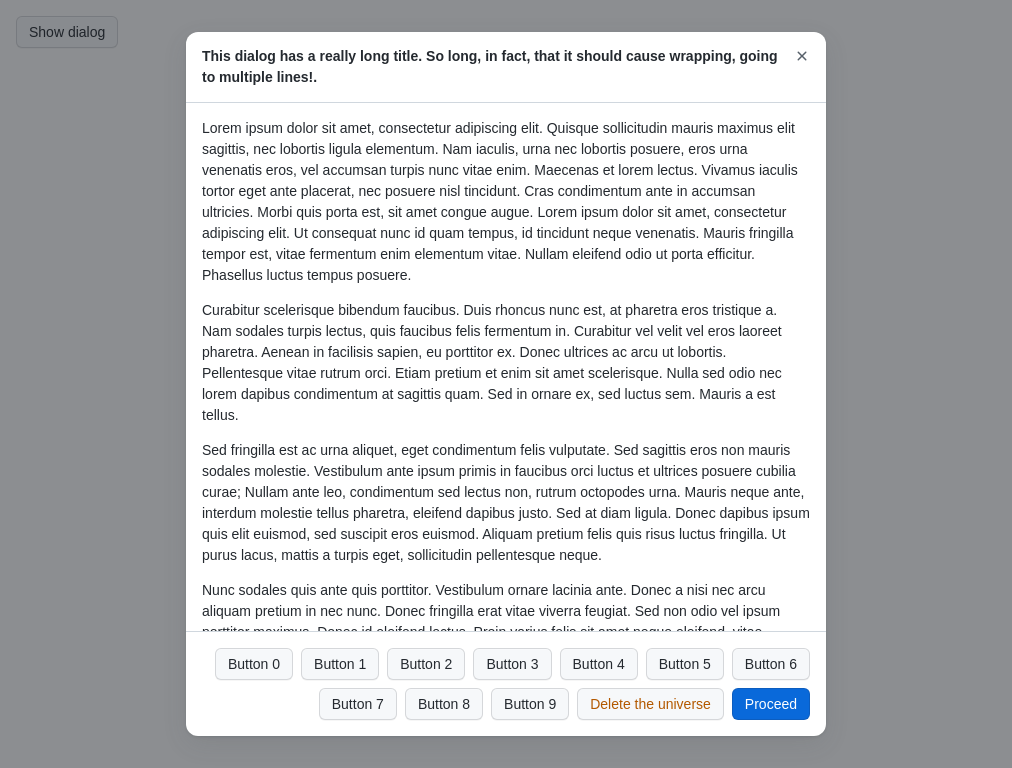 Show dialog
This dialog has a really long title. So long, in fact, that it should cause wrapping, going
to multiple lines!.
Lorem ipsum dolor sit amet, consectetur adipiscing elit. Quisque sollicitudin mauris maximus elit
sagittis, nec lobortis ligula elementum. Nam iaculis, urna nec lobortis posuere, eros urna
venenatis eros, vel accumsan turpis nunc vitae enim. Maecenas et lorem lectus. Vivamus iaculis
tortor eget ante placerat, nec posuere nisl tincidunt. Cras condimentum ante in accumsan
ultricies. Morbi quis porta est, sit amet congue augue. Lorem ipsum dolor sit amet, consectetur
adipiscing elit. Ut consequat nunc id quam tempus, id tincidunt neque venenatis. Mauris fringilla
tempor est, vitae fermentum enim elementum vitae. Nullam eleifend odio ut porta efficitur.
Phasellus luctus tempus posuere.
Curabitur scelerisque bibendum faucibus. Duis rhoncus nunc est, at pharetra eros tristique a.
Nam sodales turpis lectus, quis faucibus felis fermentum in. Curabitur vel velit vel eros laoreet
pharetra. Aenean in facilisis sapien, eu porttitor ex. Donec ultrices ac arcu ut lobortis.
Pellentesque vitae rutrum orci. Etiam pretium et enim sit amet scelerisque. Nulla sed odio nec
lorem dapibus condimentum at sagittis quam. Sed in ornare ex, sed luctus sem. Mauris a est
tellus.
Sed fringilla est ac urna aliquet, eget condimentum felis vulputate. Sed sagittis eros non mauris
sodales molestie. Vestibulum ante ipsum primis in faucibus orci luctus et ultrices posuere cubilia
curae; Nullam ante leo, condimentum sed lectus non, rutrum octopodes urna. Mauris neque ante,
interdum molestie tellus pharetra, eleifend dapibus justo. Sed at diam ligula. Donec dapibus ipsum
quis elit euismod, sed suscipit eros euismod. Aliquam pretium felis quis risus luctus fringilla. Ut
purus lacus, mattis a turpis eget, sollicitudin pellentesque neque.
Nunc sodales quis ante quis porttitor. Vestibulum ornare lacinia ante. Donec a nisi nec arcu
aliquam pretium in nec nunc. Donec fringilla erat vitae viverra feugiat. Sed non odio vel ipsum
porttitor maximus. Donec id eleifend lectus. Proin varius felis sit amet neque eleifend, vitae
Button 0 Button 1 Button 2 Button 3 Button 4 Button 5 Button 6
Button 7 Button 8 Button 9 Delete the universe Proceed